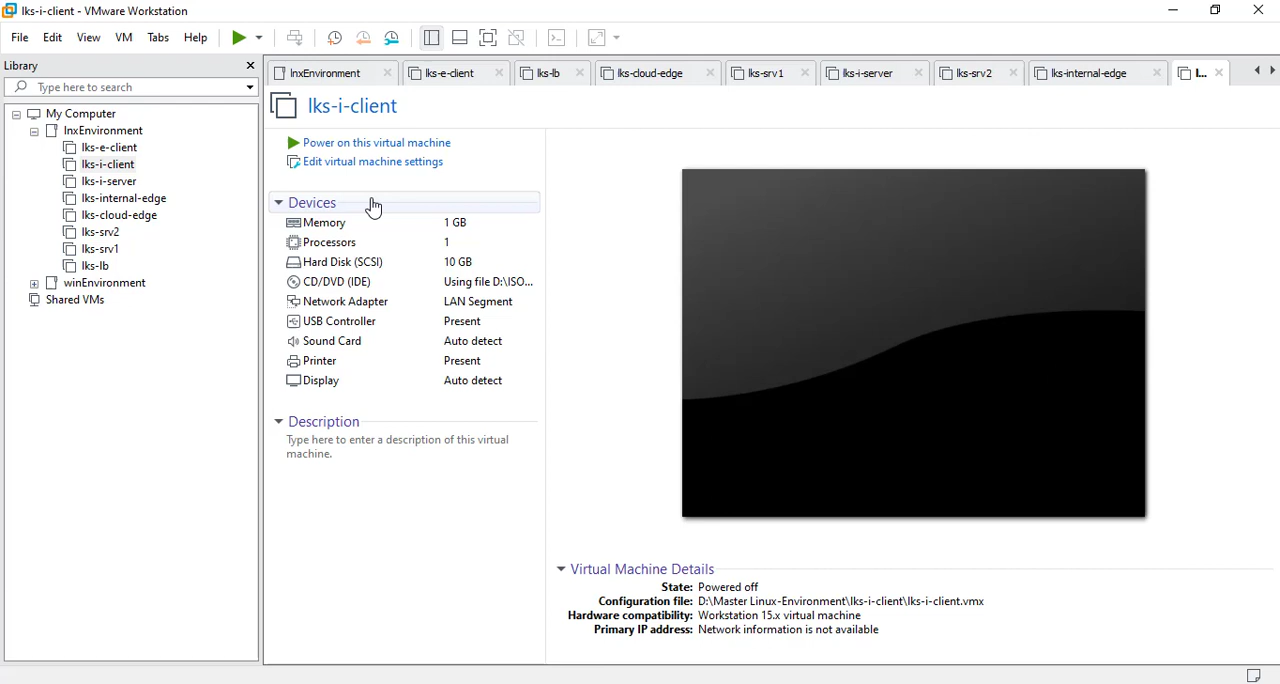 lks-i-client - VMware Workstation
File Edit View VM Tabs Help
Library
Type here to search
My Computer
lnxEnvironment
lks-e-client
lks-i-client
lks-i-server
lks-internal-edge
lks-cloud-edge
lks-srv2
lks-srv1
lks-lb
winEnvironment
Shared VMs
lnxEnvironment lks-e-client lks-lb lks-cloud-edge lks-srv1 lks-i-server lks-srv2 lks-internal-edge l...
lks-i-client
Power on this virtual machine
Edit virtual machine settings
Devices
Memory 1 GB
Processors 1
Hard Disk (SCSI) 10 GB
CD/DVD (IDE) Using file D:\ISO...
Network Adapter LAN Segment
USB Controller Present
Sound Card Auto detect
Printer Present
Display Auto detect
Description
Type here to enter a description of this virtual
machine.
Virtual Machine Details
State: Powered off
Configuration file: D:\Master Linux-Environment\lks-i-client\lks-i-client.vmx
Hardware compatibility: Workstation 15.x virtual machine
Primary IP address: Network information is not available